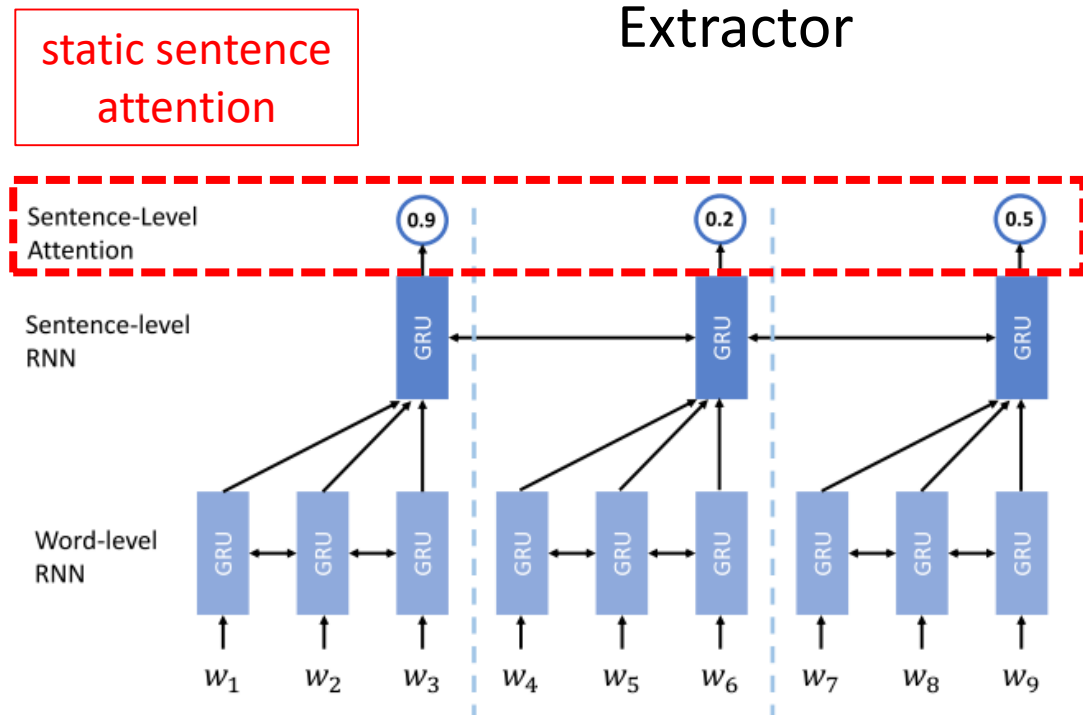 static sentence
attention
Extractor
Sentence-Level
Attention
0.9
0.2
0.5
Sentence-level
RNN
GRU
GRU
GRU
Word-level
RNN
GRU
GRU
GRU
GRU
GRU
GRU
GRU
GRU
GRU
w₁
w₂
w₃
w₄
w₅
w₆
w₇
w₈
w₉